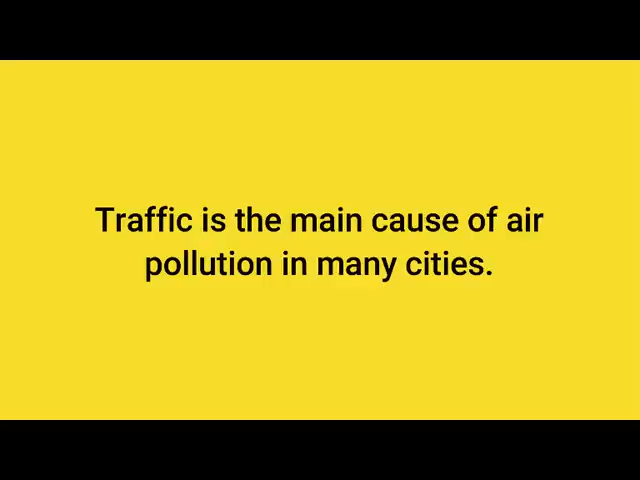 Traffic is the main cause of air
pollution in many cities.